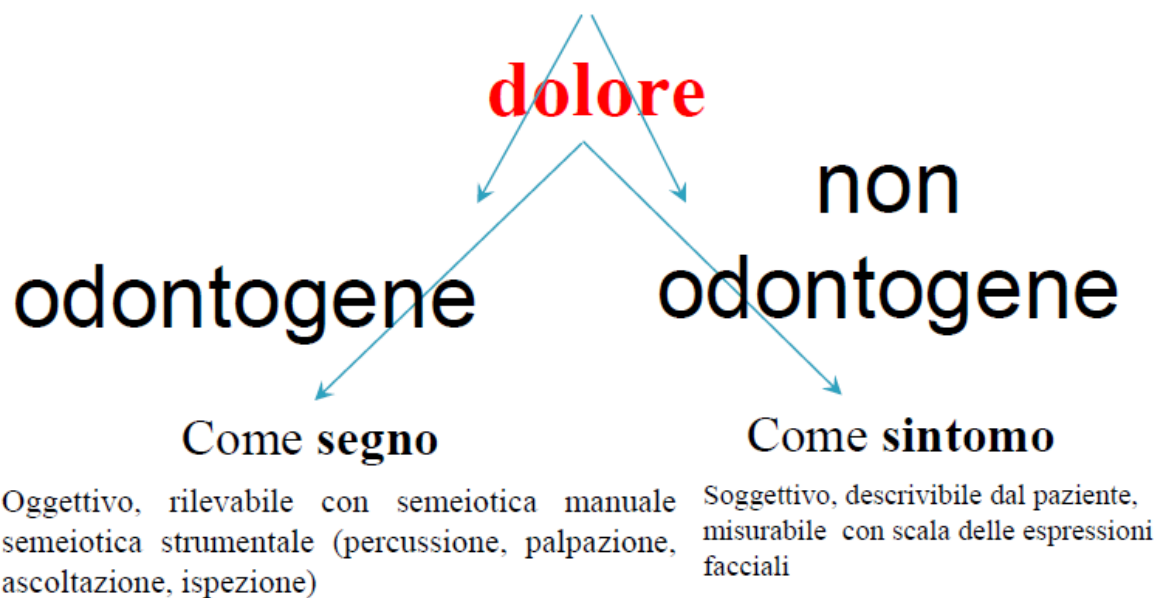 dolore
odontogene
non
odontogene
Come segno
Oggettivo, rilevabile con semeiotica manuale
semeiotica strumentale (percussione, palpazione,
ascoltazione, ispezione)
Come sintomo
Soggettivo, descrivibile dal paziente,
misurabile con scala delle espressioni
facciali